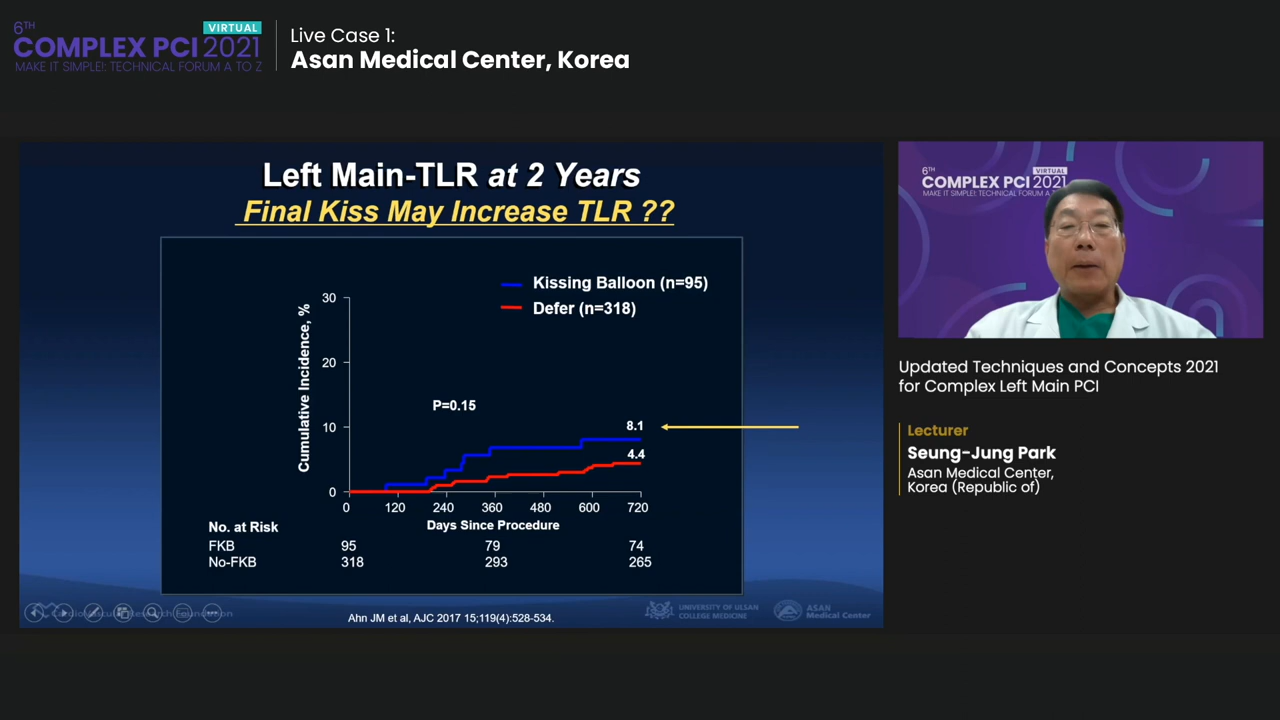 6TH
VIRTUAL
COMPLEX PCI 2021
MAKE IT SIMPLE!: TECHNICAL FORUM A TO Z
Live Case 1:
Asan Medical Center, Korea
Left Main-TLR at 2 Years
Final Kiss May Increase TLR ??
Kissing Balloon (n=95)
Defer (n=318)
Cumulative Incidence, %
30
20
10
0
P=0.15
8.1
4.4
0 120 240 360 480 600 720
Days Since Procedure
No. at Risk
FKB 95 79 74
No-FKB 318 293 265
Ahn JM et al, AJC 2017 15;119(4):528-534.
UNIVERSITY OF ULSAN
COLLEGE MEDICINE
ASAN
Medical Center
6TH
VIRTUAL
COMPLEX PCI 2021
MAKE IT SIMPLE!: TECHNICAL FORUM A
Updated Techniques and Concepts 2021
for Complex Left Main PCI
Lecturer
Seung-Jung Park
Asan Medical Center,
Korea (Republic of)